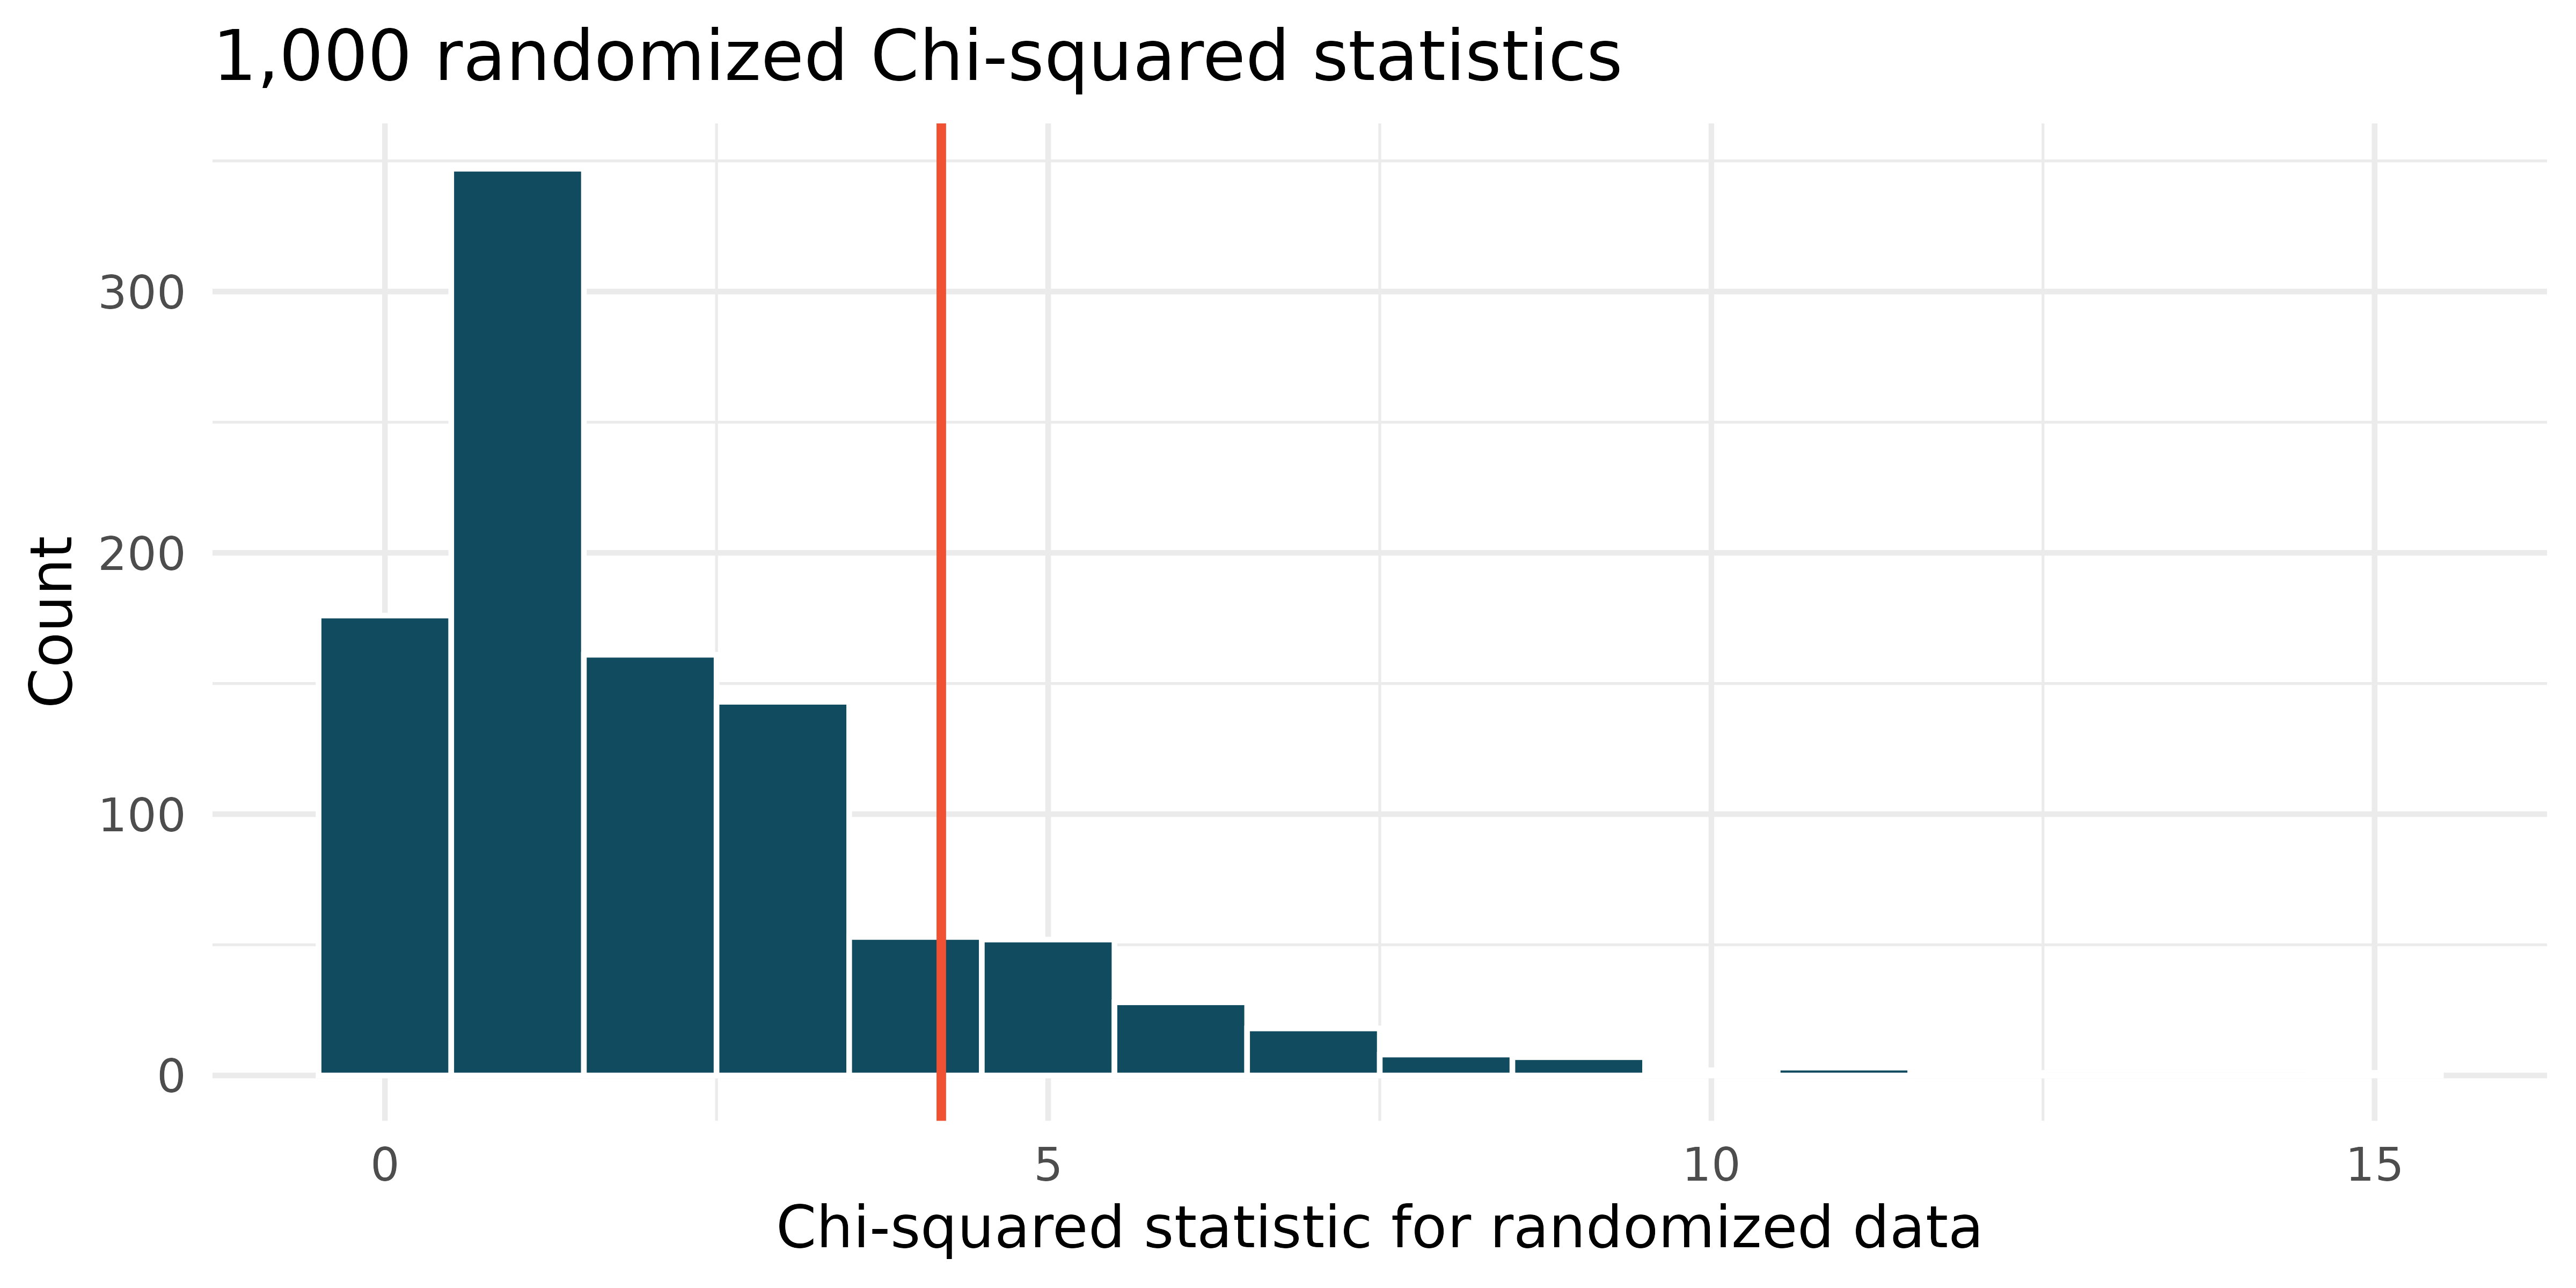 1,000 randomized Chi-squared statistics
300
200
100
0
Count
0 5 10 15
Chi-squared statistic for randomized data